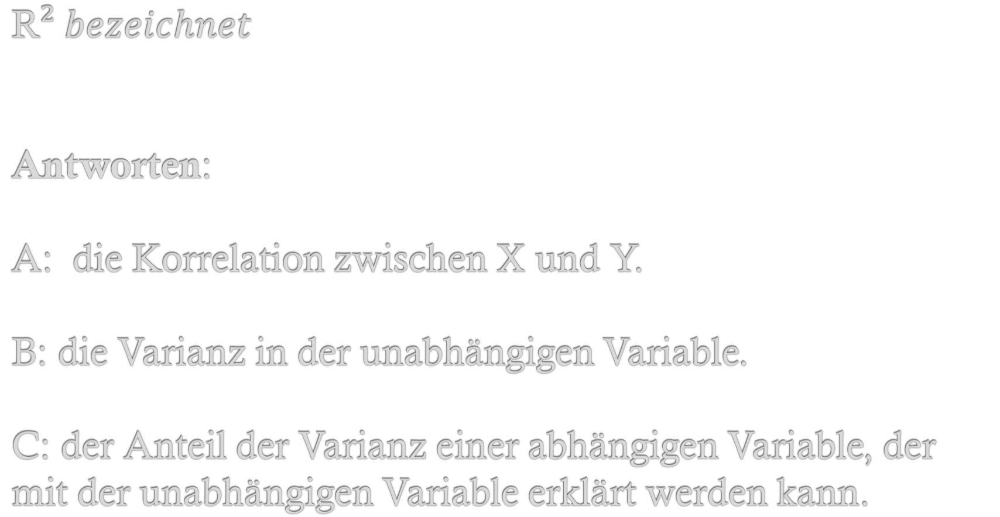 R² bezeichnet
Antworten:
A: die Korrelation zwischen X und Y.
B: die Varianz in der unabhängigen Variable.
C: der Anteil der Varianz einer abhängigen Variable, der
mit der unabhängigen Variable erklärt werden kann.